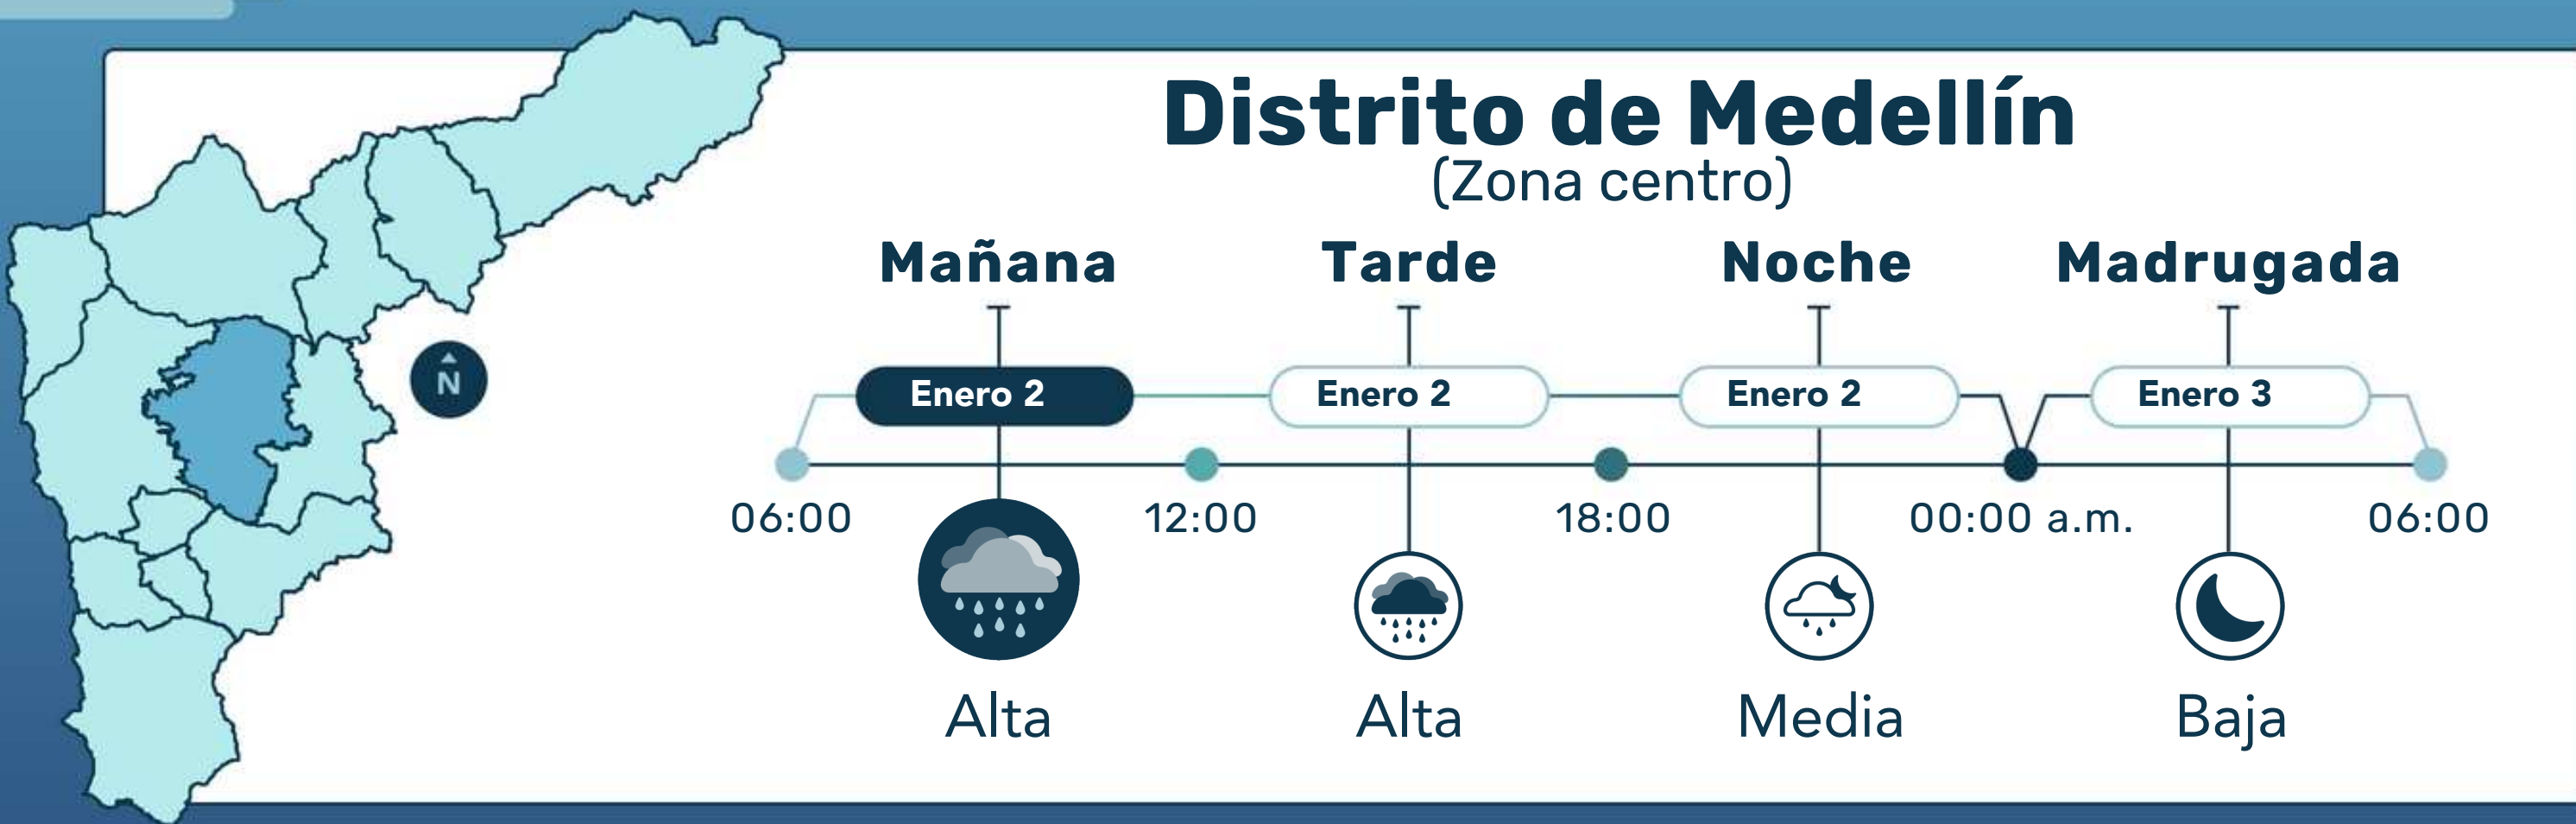 Distrito de Medellín
(Zona centro)
Mañana Tarde Noche Madrugada
Enero 2 Enero 2 Enero 2 Enero 3
N
06:00 12:00 18:00 00:00 a.m. 06:00
Alta Alta Media Baja